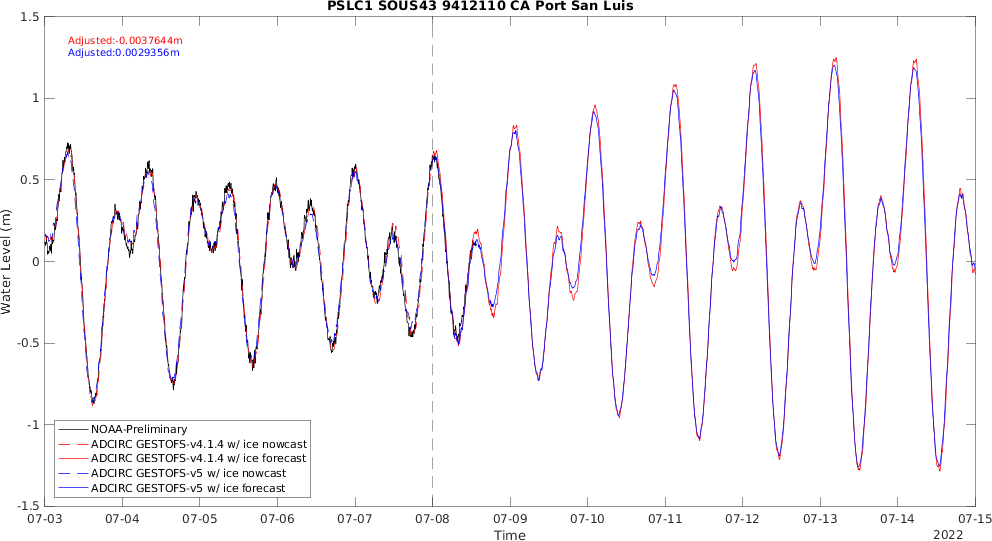 PSLC1 SOUS43 9412110 CA Port San Luis
Adjusted:-0.0037644m
Adjusted:0.0029356m
1.5
1
0.5
0
-0.5
-1
-1.5
Water Level (m)
NOAA-Preliminary
ADCIRC GESTOFS-v4.1.4 w/ ice nowcast
ADCIRC GESTOFS-v4.1.4 w/ ice forecast
ADCIRC GESTOFS-v5 w/ ice nowcast
ADCIRC GESTOFS-v5 w/ ice forecast
07-03 07-04 07-05 07-06 07-07 07-08 07-09 07-10 07-11 07-12 07-13 07-14 07-15
Time
2022